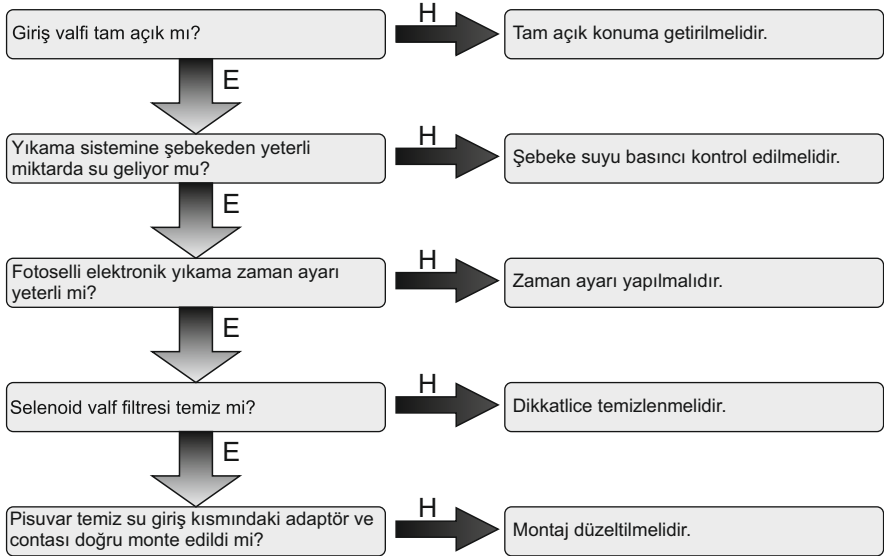 Giriş valfi tam açık mı?
H
Tam açık konuma getirilmelidir.
E
Yıkama sistemine şebekeden yeterli
miktarda su geliyor mu?
H
Şebeke suyu basıncı kontrol edilmelidir.
E
Fotoselli elektronik yıkama zaman ayarı
yeterli mi?
H
Zaman ayarı yapılmalıdır.
E
Selenoid valf filtresi temiz mi?
H
Dikkatlice temizlenmelidir.
E
Pisuvar temiz su giriş kısmındaki adaptör ve
contası doğru monte edildi mi?
H
Montaj düzeltilmelidir.